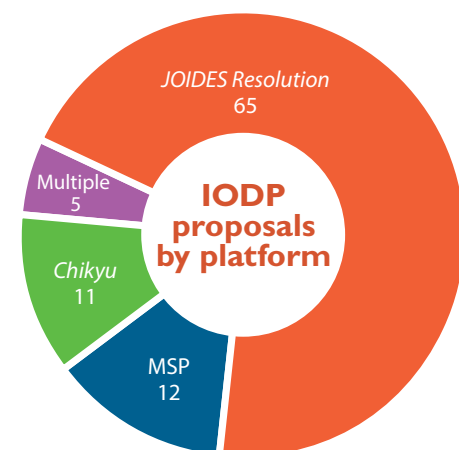 JOIDES Resolution
65
Multiple
5
IODP
proposals
by platform
Chikyu
11
MSP
12